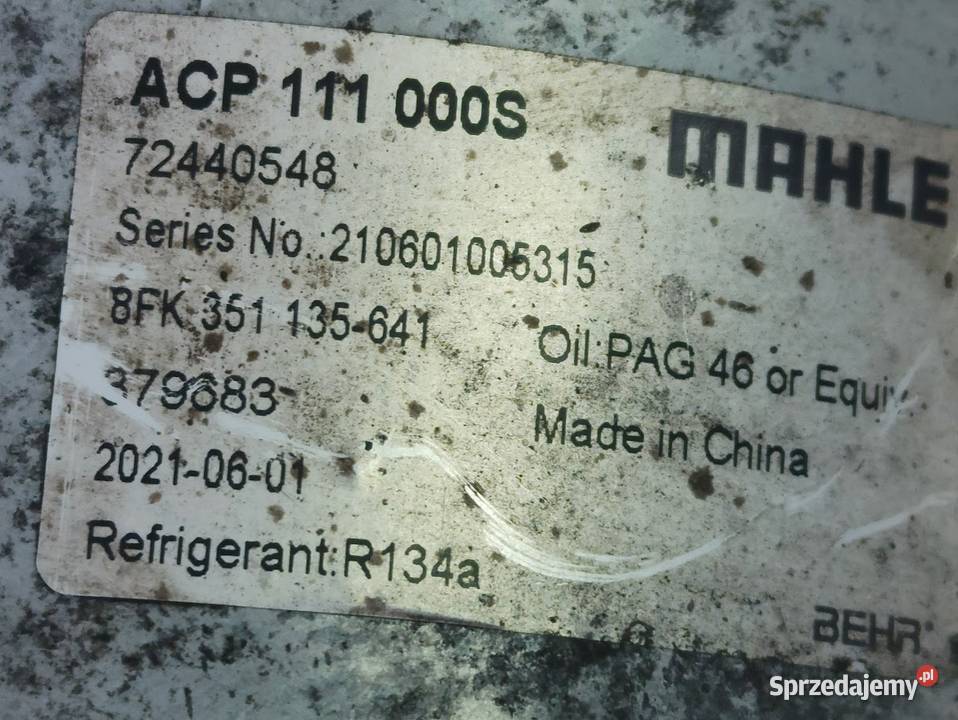 ACP 111 000S
MAHLE
72440548
Series No.:210601005315
8FK 351 135-641
Oil:PAG 46 or Equiv.
379683
Made in China
2021-06-01
Refrigerant:R134a
BEHR
Sprzedajemy.pl